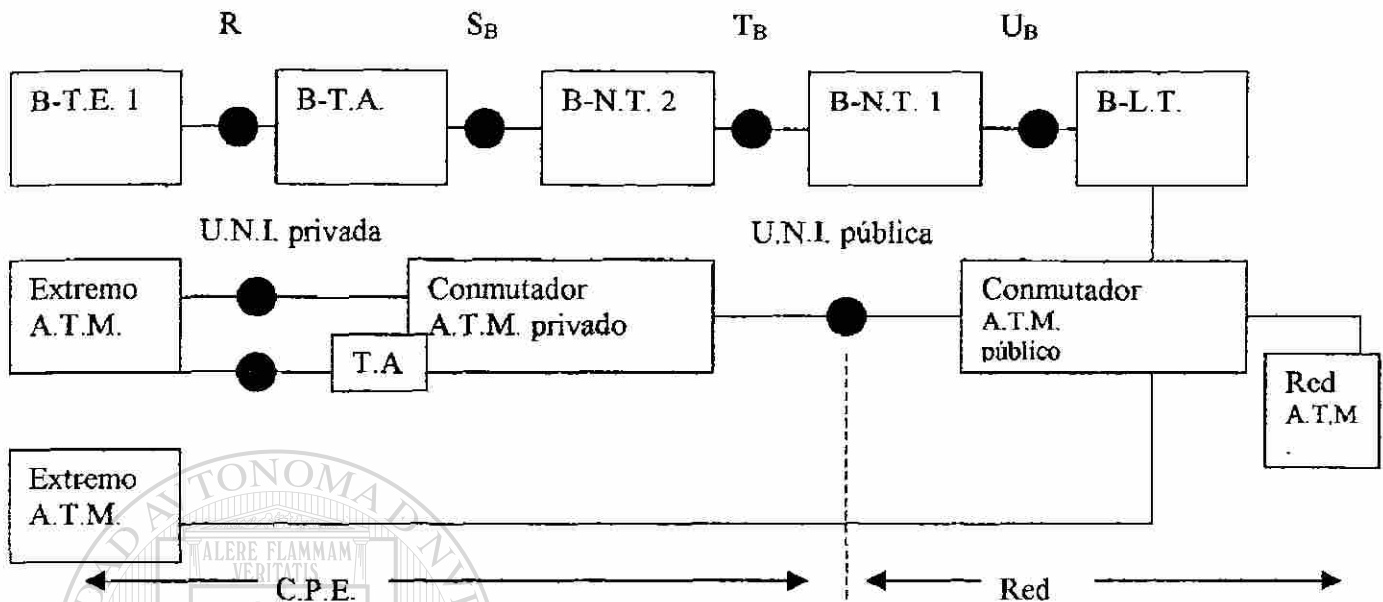 R S_B T_B U_B
B-T.E. 1
B-T.A.
B-N.T. 2
B-N.T. 1
B-L.T.
U.N.I. privada
U.N.I. pública
Extremo
A.T.M.
Conmutador
A.T.M. privado
T.A
Conmutador
A.T.M.
público
Red
A.T.M
.
Extremo
A.T.M.
ALERE FLAMMAM
VERITATIS
C.P.E.
Red